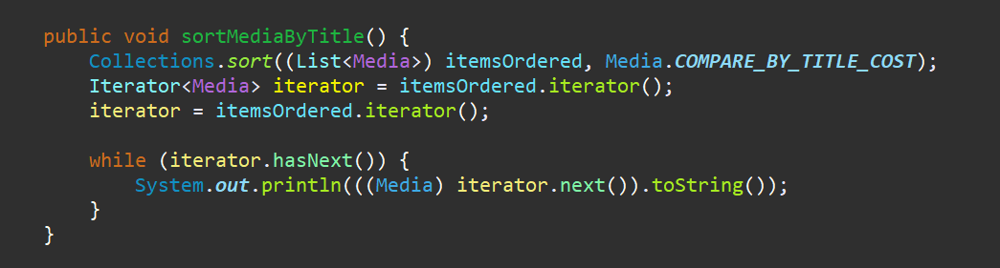 public void sortMediaByTitle() {
    Collections.sort((List<Media>) itemsOrdered, Media.COMPARE_BY_TITLE_COST);
    Iterator<Media> iterator = itemsOrdered.iterator();
    iterator = itemsOrdered.iterator();

    while (iterator.hasNext()) {
        System.out.println(((Media) iterator.next()).toString());
    }
}